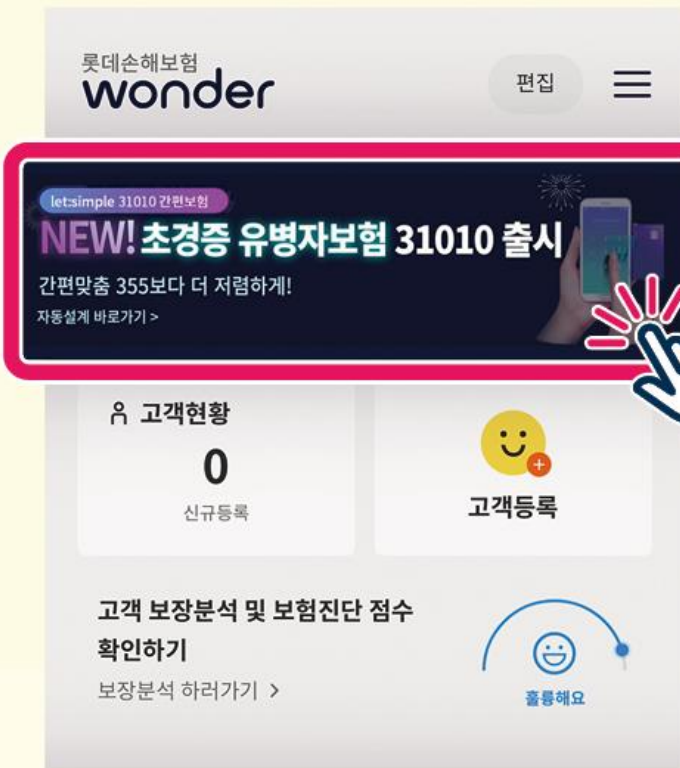 롯데손해보험
wonder
편집
let:simple 31010 간편보험
NEW! 초경증 유병자보험 31010 출시
간편맞춤 355보다 더 저렴하게!
자동설계 바로가기 >
고객현황
0
신규등록
고객등록
고객 보장분석 및 보험진단 점수
확인하기
보장분석 하러가기 >
훌륭해요